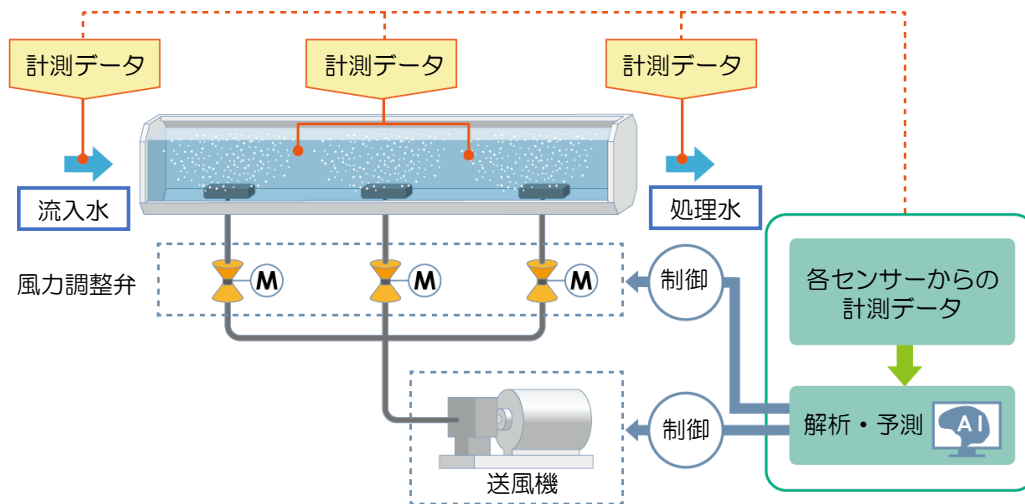 計測データ
計測データ
計測データ
流入水
処理水
風力調整弁
M
M
M
制御
各センサーからの
計測データ
制御
解析・予測
AI
送風機